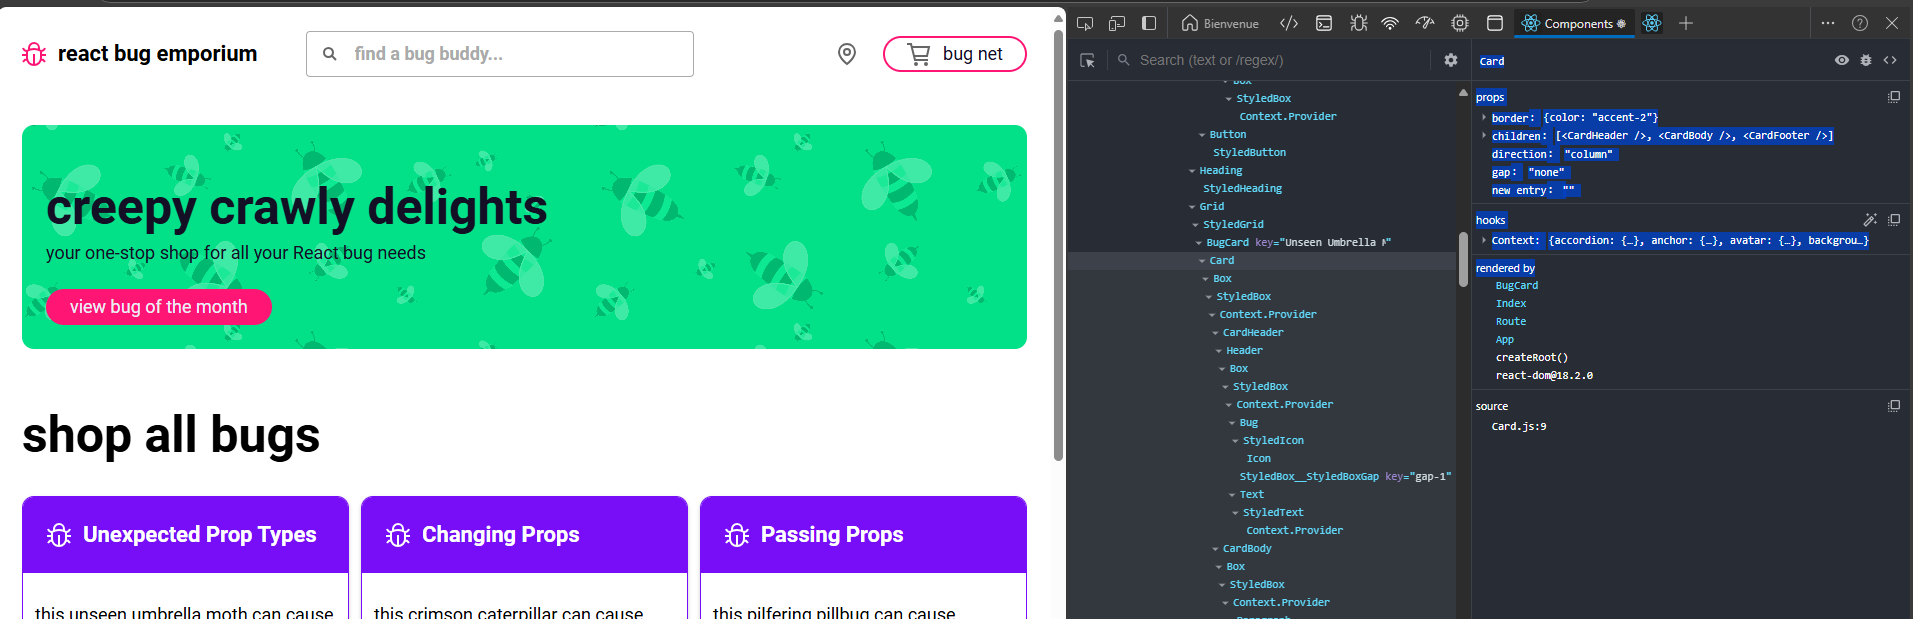 react bug emporium
find a bug buddy...
bug net
creepy crawly delights
your one-stop shop for all your React bug needs
view bug of the month
shop all bugs
Unexpected Prop Types
Changing Props
Passing Props
this unseen umbrella moth can cause
this crimson caterpillar can cause
this pilfering pillbug can cause
Bienvenue
Components
Search (text or /regex/)
Box
StyledBox
Context.Provider
Button
StyledButton
Heading
StyledHeading
Grid
StyledGrid
BugCard key="Unseen Umbrella M"
Card
Box
StyledBox
Context.Provider
CardHeader
Header
Box
StyledBox
Context.Provider
Bug
StyledIcon
Icon
StyledBox__StyledBoxGap key="gap-1"
Text
StyledText
Context.Provider
CardBody
Box
StyledBox
Context.Provider
Paragraph
Card
props
border: {color: "accent-2"}
children: [<CardHeader />, <CardBody />, <CardFooter />]
direction: "column"
gap: "none"
new entry: ""
hooks
Context: {accordion: {…}, anchor: {…}, avatar: {…}, backgrou…}
rendered by
BugCard
Index
Route
App
createRoot()
react-dom@18.2.0
source
Card.js:9